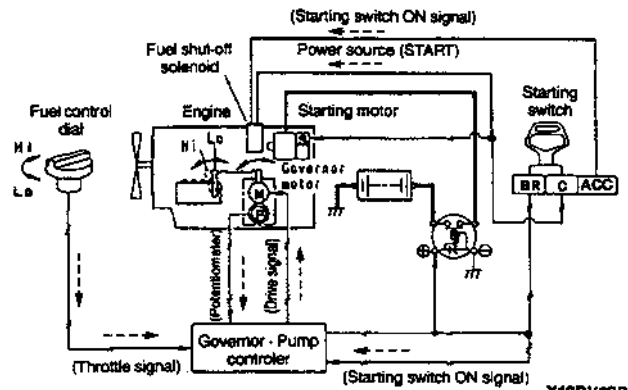 (Starting switch ON signal)
Power source (START)
Fuel shut-off
solenoid
Starting
switch
Fuel control
dial
Engine
Starting motor
Hi
Lo
Hi
Lo
Governor
motor
M
P
BR C ACC
(Potentiometer)
(Drive signal)
Governor - Pump
controler
(Throttle signal)
(Starting switch ON signal)